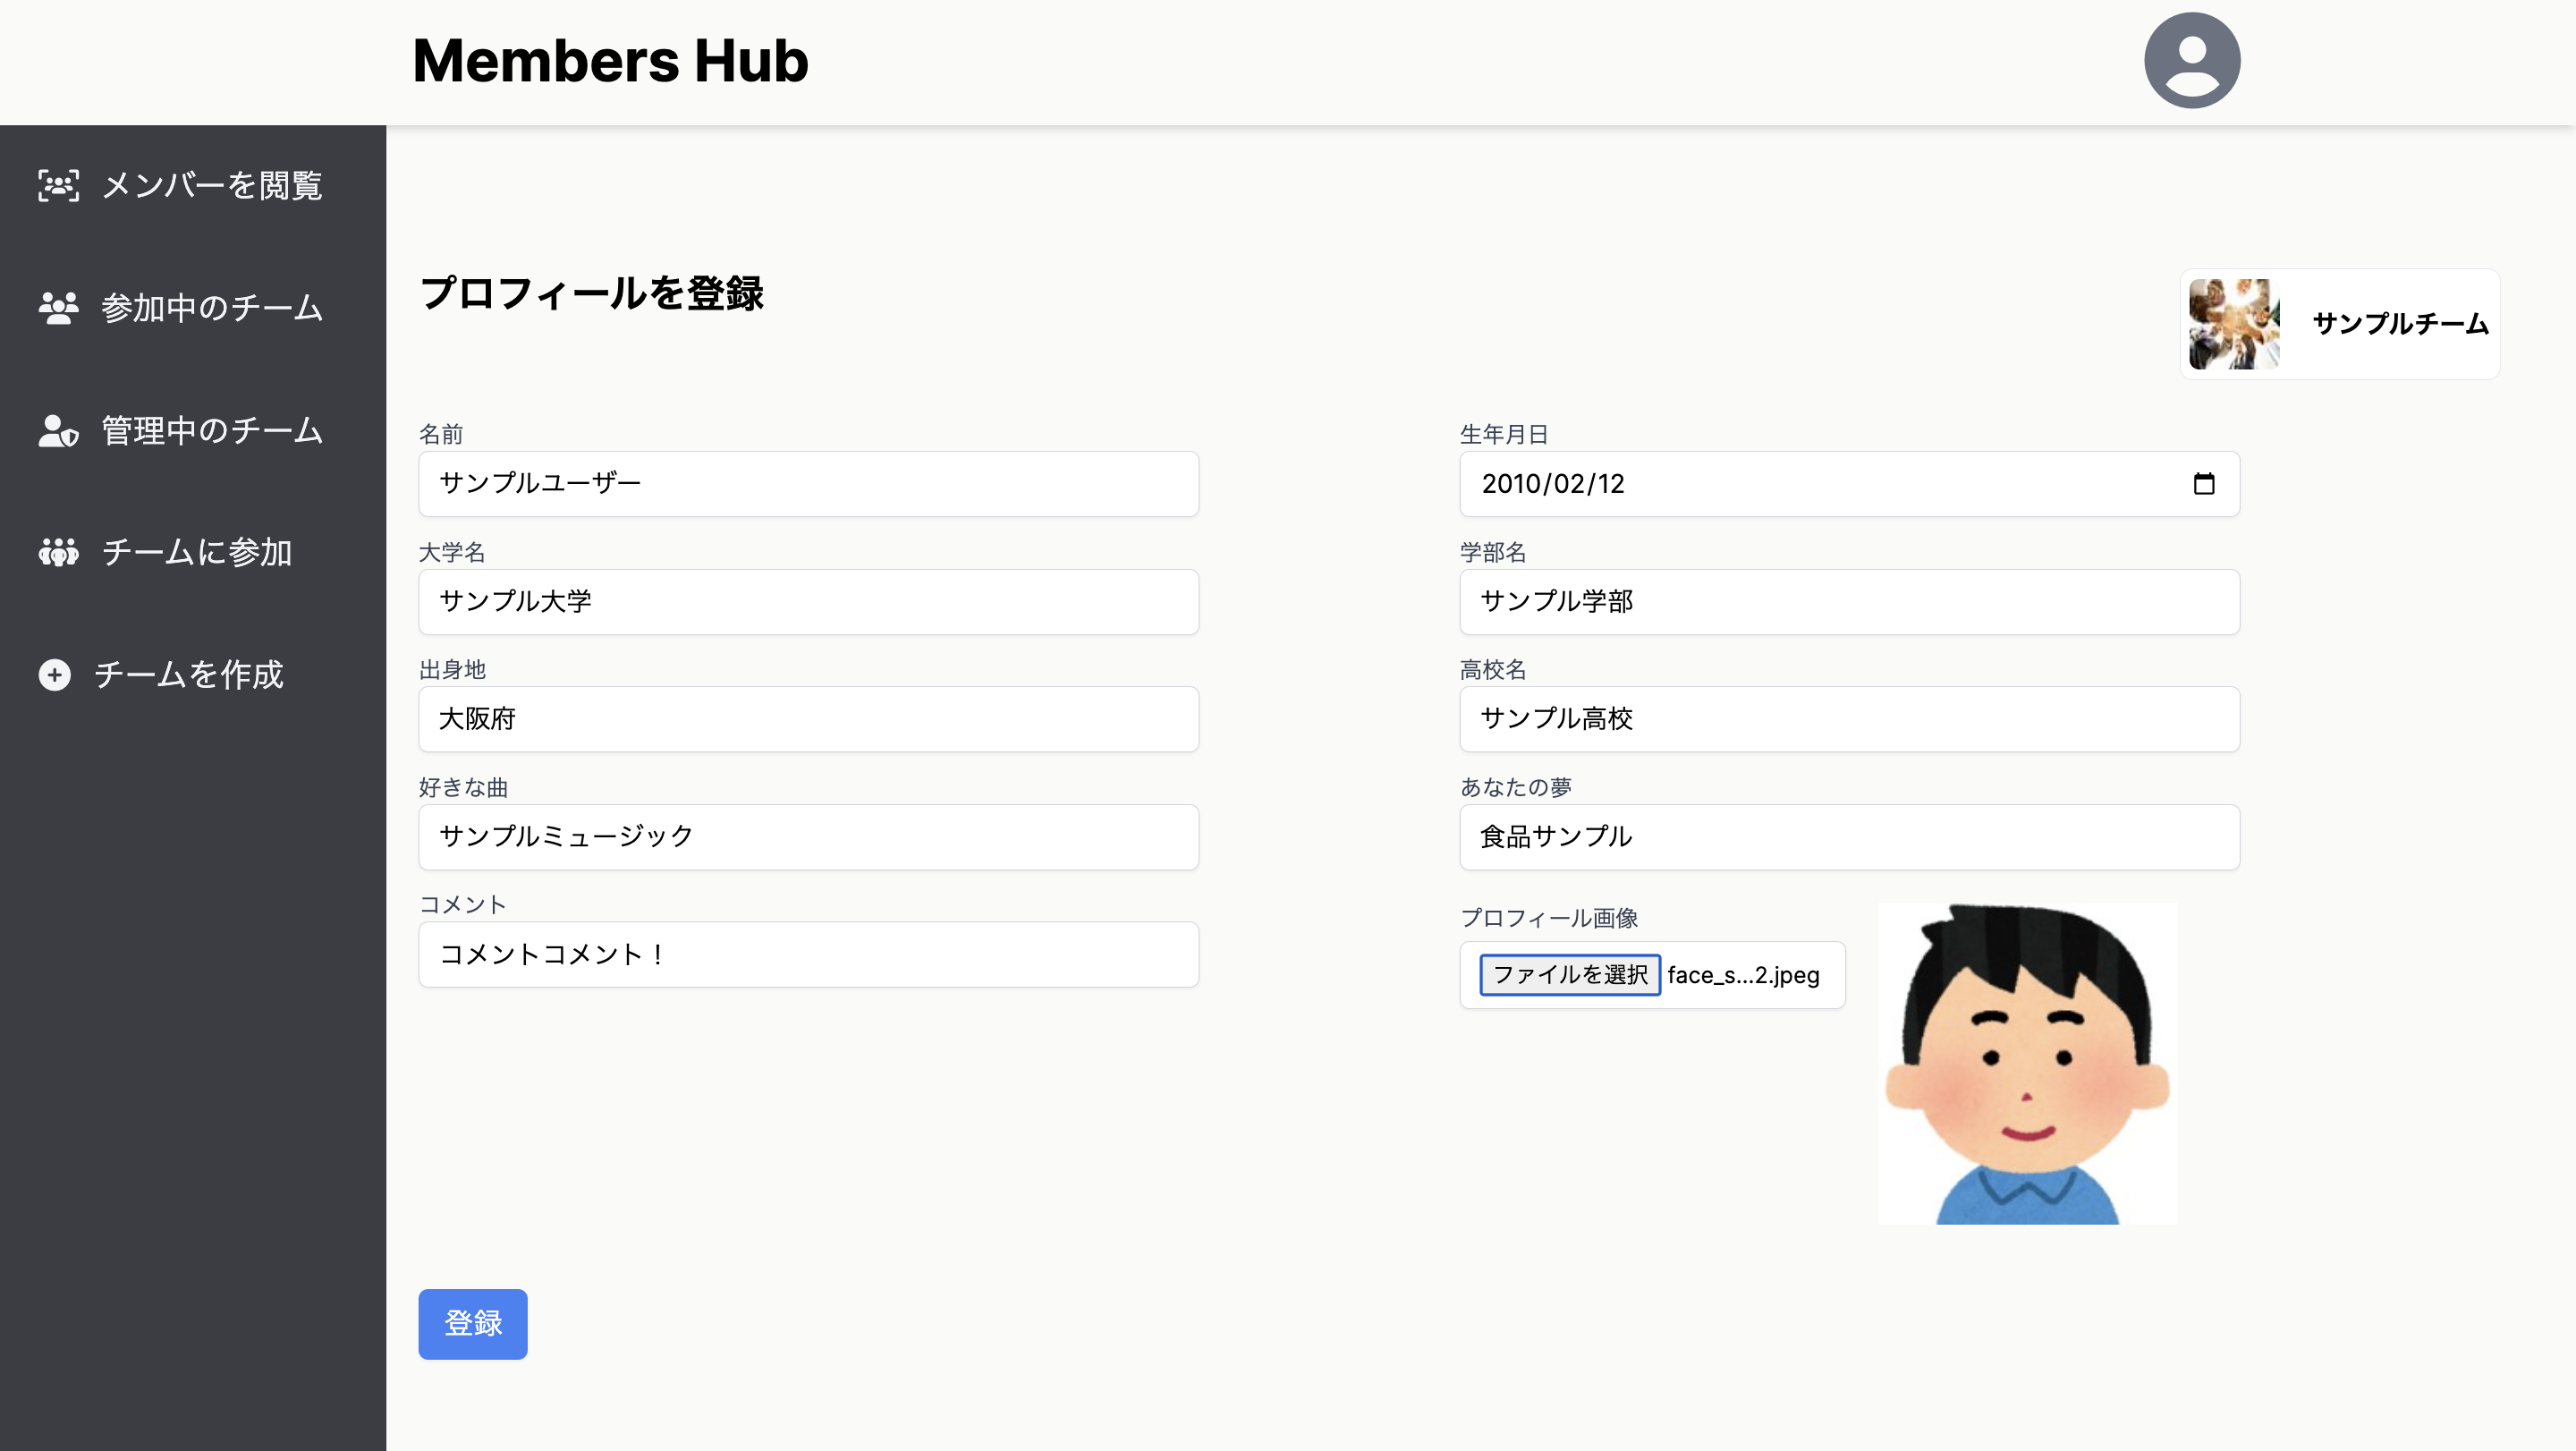 Members Hub
メンバーを閲覧
参加中のチーム
管理中のチーム
チームに参加
チームを作成
プロフィールを登録
サンプルチーム
名前
サンプルユーザー
生年月日
2010/02/12
大学名
サンプル大学
学部名
サンプル学部
出身地
大阪府
高校名
サンプル高校
好きな曲
サンプルミュージック
あなたの夢
食品サンプル
コメント
コメントコメント！
プロフィール画像
ファイルを選択 face_s...2.jpeg
登録